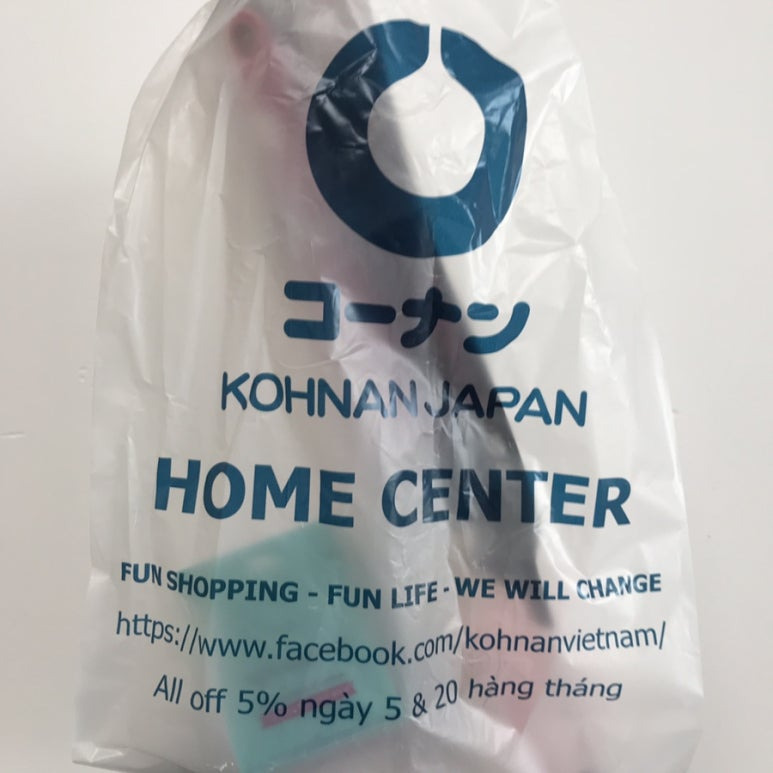 コーナン
KOHNAN JAPAN
HOME CENTER
FUN SHOPPING - FUN LIFE - WE WILL CHANGE
https://www.facebook.com/kohnanvietnam/
All off 5% ngày 5 & 20 hàng tháng